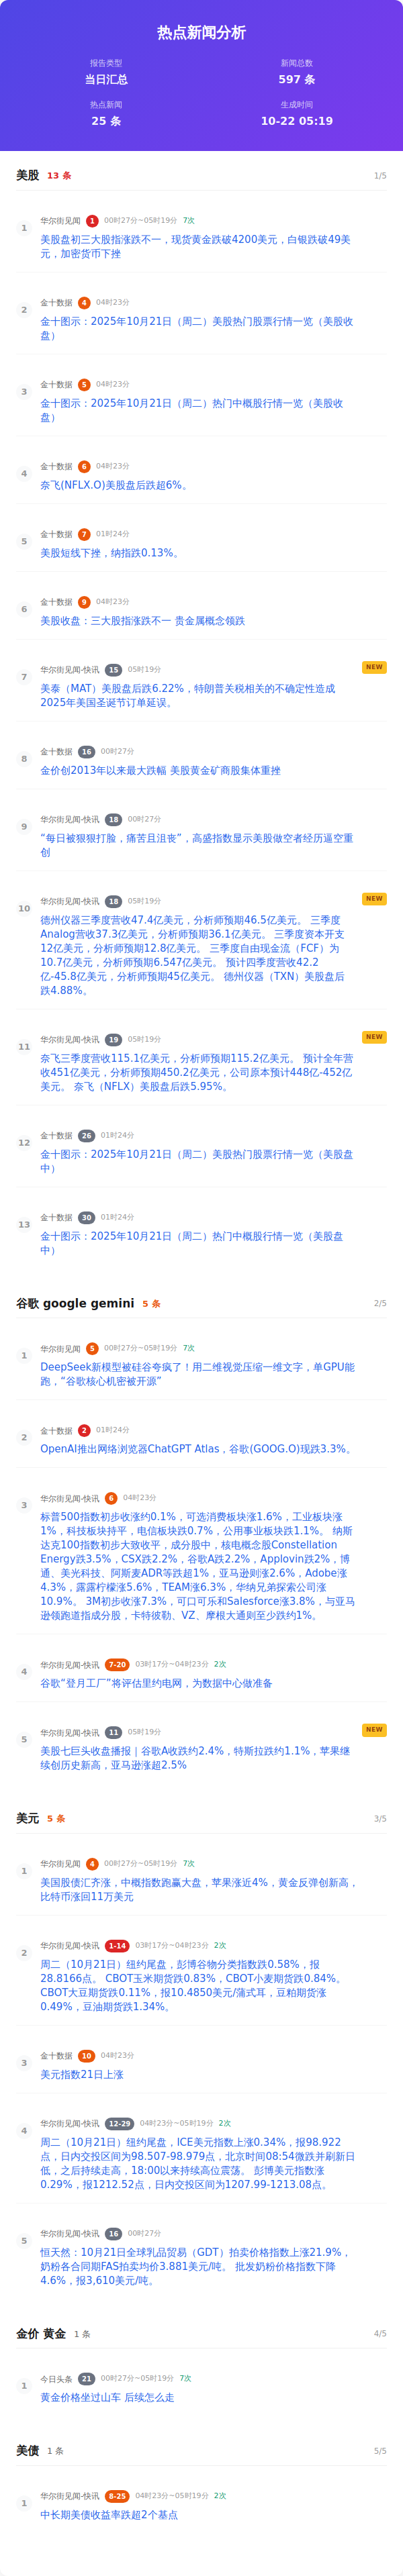 热点新闻分析
报告类型
当日汇总
新闻总数
597 条
热点新闻
25 条
生成时间
10-22 05:19
美股 13 条 1/5
1
华尔街见闻 1 00时27分~05时19分 7次
美股盘初三大股指涨跌不一，现货黄金跌破4200美元，白银跌破49美
元，加密货币下挫
2
金十数据 4 04时23分
金十图示：2025年10月21日（周二）美股热门股票行情一览（美股收
盘）
3
金十数据 5 04时23分
金十图示：2025年10月21日（周二）热门中概股行情一览（美股收
盘）
4
金十数据 6 04时23分
奈飞(NFLX.O)美股盘后跌超6%。
5
金十数据 7 01时24分
美股短线下挫，纳指跌0.13%。
6
金十数据 9 04时23分
美股收盘：三大股指涨跌不一 贵金属概念领跌
7
华尔街见闻-快讯 15 05时19分 NEW
美泰（MAT）美股盘后跌6.22%，特朗普关税相关的不确定性造成
2025年美国圣诞节订单延误。
8
金十数据 16 00时27分
金价创2013年以来最大跌幅 美股黄金矿商股集体重挫
9
华尔街见闻-快讯 18 00时27分
“每日被狠狠打脸，痛苦且沮丧”，高盛指数显示美股做空者经历逼空重
创
10
华尔街见闻-快讯 18 05时19分 NEW
德州仪器三季度营收47.4亿美元，分析师预期46.5亿美元。 三季度
Analog营收37.3亿美元，分析师预期36.1亿美元。 三季度资本开支
12亿美元，分析师预期12.8亿美元。 三季度自由现金流（FCF）为
10.7亿美元，分析师预期6.547亿美元。 预计四季度营收42.2
亿-45.8亿美元，分析师预期45亿美元。 德州仪器（TXN）美股盘后
跌4.88%。
11
华尔街见闻-快讯 19 05时19分 NEW
奈飞三季度营收115.1亿美元，分析师预期115.2亿美元。 预计全年营
收451亿美元，分析师预期450.2亿美元，公司原本预计448亿-452亿
美元。 奈飞（NFLX）美股盘后跌5.95%。
12
金十数据 26 01时24分
金十图示：2025年10月21日（周二）美股热门股票行情一览（美股盘
中）
13
金十数据 30 01时24分
金十图示：2025年10月21日（周二）热门中概股行情一览（美股盘
中）
谷歌 google gemini 5 条 2/5
1
华尔街见闻 5 00时27分~05时19分 7次
DeepSeek新模型被硅谷夸疯了！用二维视觉压缩一维文字，单GPU能
跑，“谷歌核心机密被开源”
2
金十数据 2 01时24分
OpenAI推出网络浏览器ChatGPT Atlas，谷歌(GOOG.O)现跌3.3%。
3
华尔街见闻-快讯 6 04时23分
标普500指数初步收涨约0.1%，可选消费板块涨1.6%，工业板块涨
1%，科技板块持平，电信板块跌0.7%，公用事业板块跌1.1%。 纳斯
达克100指数初步大致收平，成分股中，核电概念股Constellation
Energy跌3.5%，CSX跌2.2%，谷歌A跌2.2%，Applovin跌2%，博
通、美光科技、阿斯麦ADR等跌超1%，亚马逊则涨2.6%，Adobe涨
4.3%，露露柠檬涨5.6%，TEAM涨6.3%，华纳兄弟探索公司涨
10.9%。 3M初步收涨7.3%，可口可乐和Salesforce涨3.8%，与亚马
逊领跑道指成分股，卡特彼勒、VZ、摩根大通则至少跌约1%。
4
华尔街见闻-快讯 7-20 03时17分~04时23分 2次
谷歌“登月工厂”将评估里约电网，为数据中心做准备
5
华尔街见闻-快讯 11 05时19分 NEW
美股七巨头收盘播报｜谷歌A收跌约2.4%，特斯拉跌约1.1%，苹果继
续创历史新高，亚马逊涨超2.5%
美元 5 条 3/5
1
华尔街见闻 4 00时27分~05时19分 7次
美国股债汇齐涨，中概指数跑赢大盘，苹果涨近4%，黄金反弹创新高，
比特币涨回11万美元
2
华尔街见闻-快讯 1-14 03时17分~04时23分 2次
周二（10月21日）纽约尾盘，彭博谷物分类指数跌0.58%，报
28.8166点。 CBOT玉米期货跌0.83%，CBOT小麦期货跌0.84%。
CBOT大豆期货跌0.11%，报10.4850美元/蒲式耳，豆粕期货涨
0.49%，豆油期货跌1.34%。
3
金十数据 10 04时23分
美元指数21日上涨
4
华尔街见闻-快讯 12-29 04时23分~05时19分 2次
周二（10月21日）纽约尾盘，ICE美元指数上涨0.34%，报98.922
点，日内交投区间为98.507-98.979点，北京时间08:54微跌并刷新日
低，之后持续走高，18:00以来持续高位震荡。 彭博美元指数涨
0.29%，报1212.52点，日内交投区间为1207.99-1213.08点。
5
华尔街见闻-快讯 16 00时27分
恒天然：10月21日全球乳品贸易（GDT）拍卖价格指数上涨21.9%，
奶粉各合同期FAS拍卖均价3.881美元/吨。 批发奶粉价格指数下降
4.6%，报3,610美元/吨。
金价 黄金 1 条 4/5
1
今日头条 21 00时27分~05时19分 7次
黄金价格坐过山车 后续怎么走
美债 1 条 5/5
1
华尔街见闻-快讯 8-25 04时23分~05时19分 2次
中长期美债收益率跌超2个基点